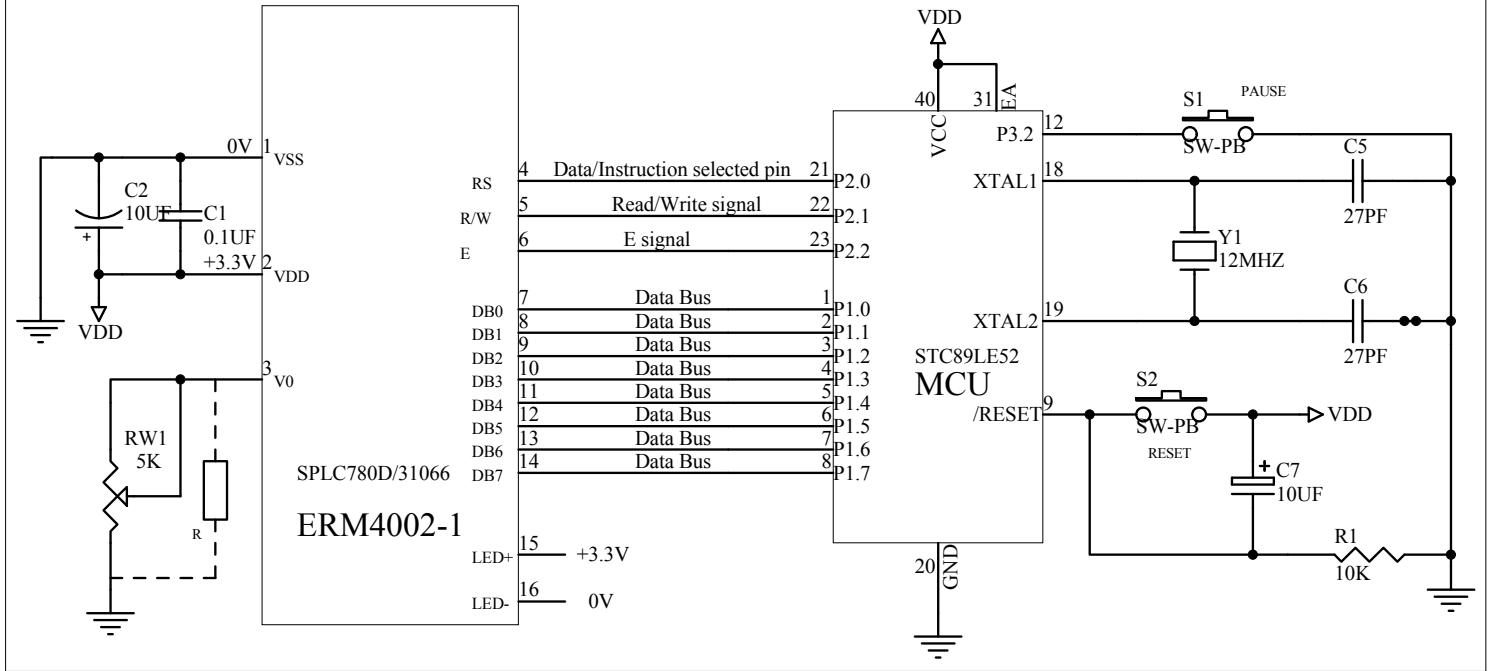 VDD
40
31
VCC
EA
0V
1
VSS
C2
10UF
C1
0.1UF
+3.3V
2
VDD
VDD
3
V0
RW1
5K
R
SPLC780D/31066
ERM4002-1
RS
4
Data/Instruction selected pin
21
P2.0
R/W
5
Read/Write signal
22
P2.1
E
6
E signal
23
P2.2
DB0
7
Data Bus
1
P1.0
DB1
8
Data Bus
2
P1.1
DB2
9
Data Bus
3
P1.2
DB3
10
Data Bus
4
P1.3
DB4
11
Data Bus
5
P1.4
DB5
12
Data Bus
6
P1.5
DB6
13
Data Bus
7
P1.6
DB7
14
Data Bus
8
P1.7
LED+
15
+3.3V
LED-
16
0V
STC89LE52
MCU
P3.2
12
S1
PAUSE
SW-PB
XTAL1
18
C5
27PF
Y1
12MHZ
XTAL2
19
C6
27PF
/RESET
9
S2
SW-PB
RESET
VDD
C7
+
10UF
R1
10K
20
GND
+